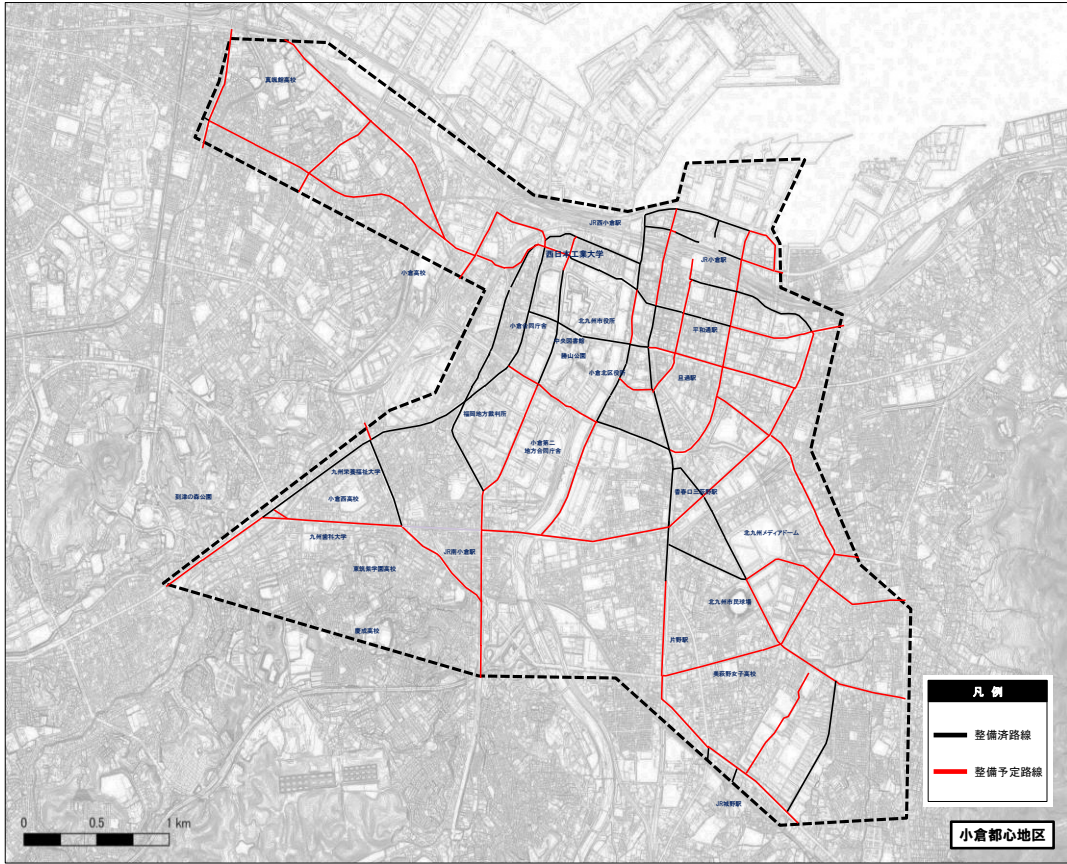 真颯館高校
JR西小倉駅
西日本工業大学
JR小倉駅
小倉高校
小倉合同庁舎
北九州市役所
平和通駅
中央図書館
勝山公園
小倉北区役所
旦過駅
福岡地方裁判所
小倉第二
地方合同庁舎
九州栄養福祉大学
小倉西高校
到津の森公園
香春口三萩野駅
九州歯科大学
JR南小倉駅
北九州メディアドーム
東筑紫学園高校
北九州市民球場
慶成高校
片野駅
美萩野女子高校
JR城野駅
凡 例
整備済路線
整備予定路線
0 0.5 1 km
小倉都心地区